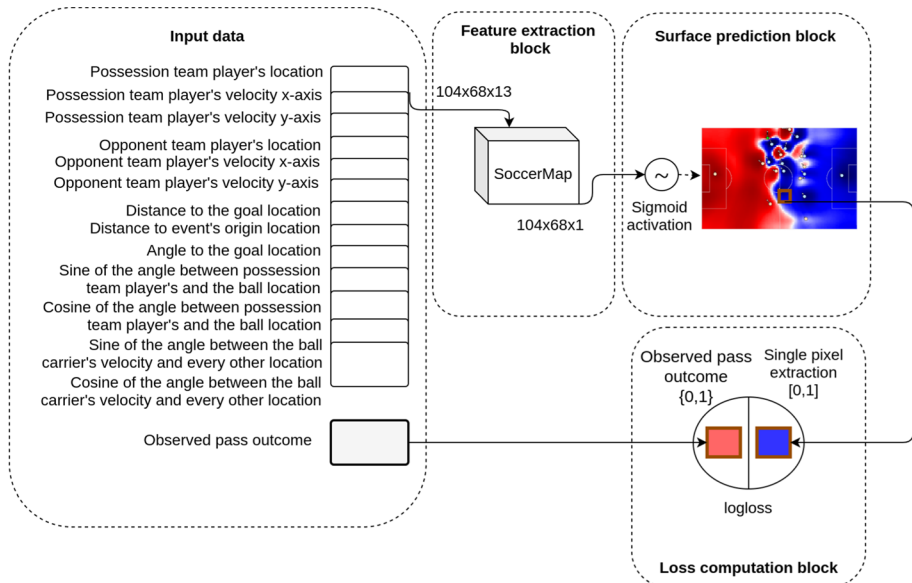 Input data
Possession team player's location
Possession team player's velocity x-axis
Possession team player's velocity y-axis
Opponent team player's location
Opponent team player's velocity x-axis
Opponent team player's velocity y-axis
Distance to the goal location
Distance to event's origin location
Angle to the goal location
Sine of the angle between possession
team player's and the ball location
Cosine of the angle between possession
team player's and the ball location
Sine of the angle between the ball
carrier's velocity and every other location
Cosine of the angle between the ball
carrier's velocity and every other location
Observed pass outcome
Feature extraction
block
104x68x13
SoccerMap
104x68x1
Surface prediction block
~
Sigmoid
activation
Observed pass
outcome
{0,1}
Single pixel
extraction
[0,1]
logloss
Loss computation block